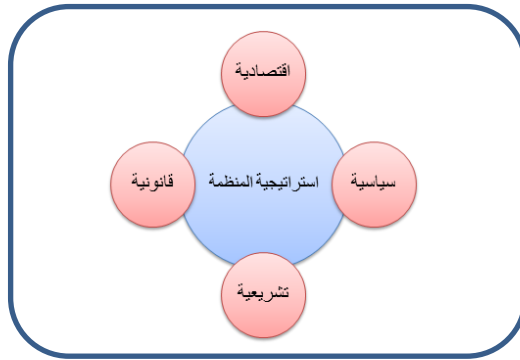 اقتصادية
سياسية
استراتيجية المنظمة
قانونية
تشريعية